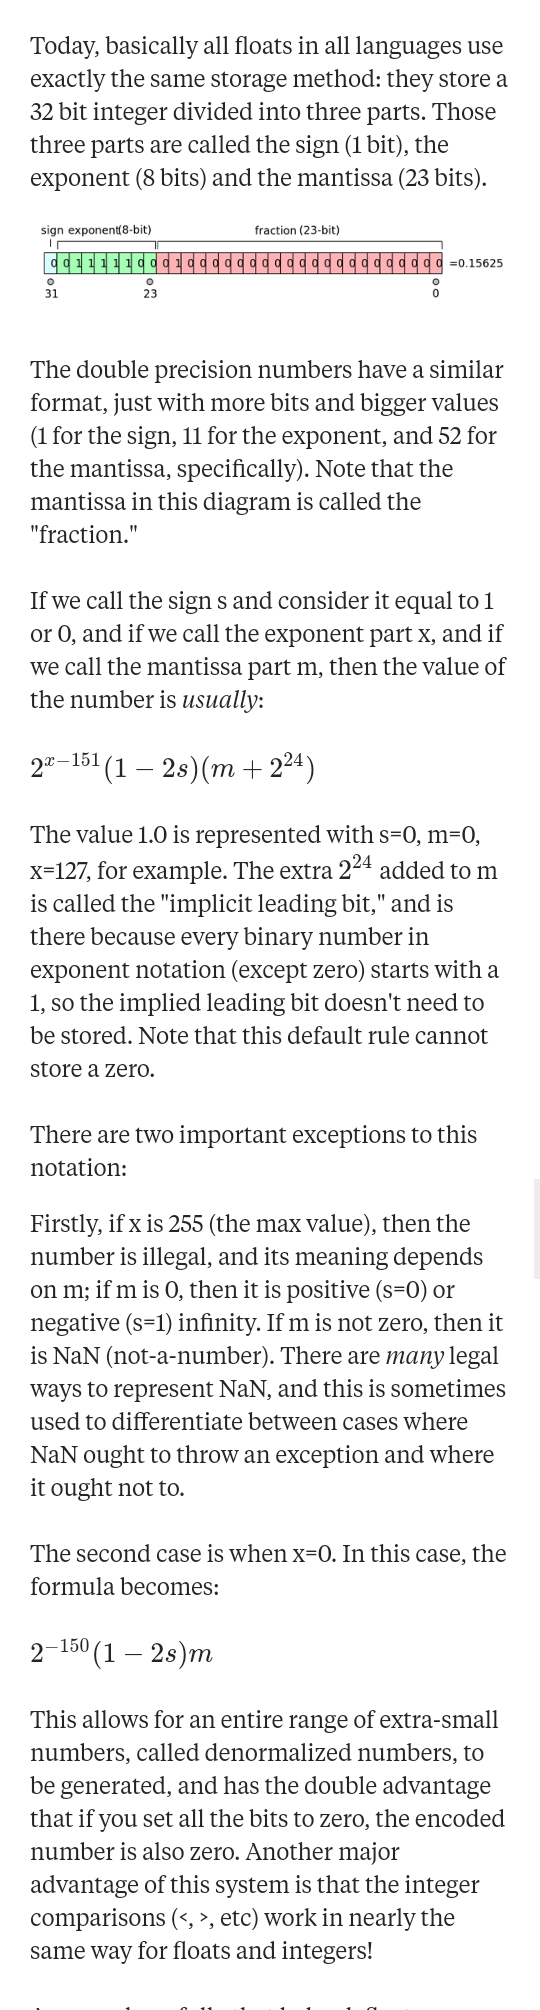 Today, basically all floats in all languages use
exactly the same storage method: they store a
32 bit integer divided into three parts. Those
three parts are called the sign (1 bit), the
exponent (8 bits) and the mantissa (23 bits).
sign exponent(8-bit) fraction (23-bit)
0 0 1 1 1 1 1 0 0 0 1 0 0 0 0 0 0 0 0 0 0 0 0 0 0 0 0 0 0 0 0 0 =0.15625
31 23 0
The double precision numbers have a similar
format, just with more bits and bigger values
(1 for the sign, 11 for the exponent, and 52 for
the mantissa, specifically). Note that the
mantissa in this diagram is called the
"fraction."
If we call the sign s and consider it equal to 1
or 0, and if we call the exponent part x, and if
we call the mantissa part m, then the value of
the number is usually:
2^{x−151}(1 − 2s)(m + 2^{24})
The value 1.0 is represented with s=0, m=0,
x=127, for example. The extra 2^{24} added to m
is called the "implicit leading bit," and is
there because every binary number in
exponent notation (except zero) starts with a
1, so the implied leading bit doesn't need to
be stored. Note that this default rule cannot
store a zero.
There are two important exceptions to this
notation:
Firstly, if x is 255 (the max value), then the
number is illegal, and its meaning depends
on m; if m is 0, then it is positive (s=0) or
negative (s=1) infinity. If m is not zero, then it
is NaN (not-a-number). There are many legal
ways to represent NaN, and this is sometimes
used to differentiate between cases where
NaN ought to throw an exception and where
it ought not to.
The second case is when x=0. In this case, the
formula becomes:
2^{−150}(1 − 2s)m
This allows for an entire range of extra-small
numbers, called denormalized numbers, to
be generated, and has the double advantage
that if you set all the bits to zero, the encoded
number is also zero. Another major
advantage of this system is that the integer
comparisons (<, >, etc) work in nearly the
same way for floats and integers!